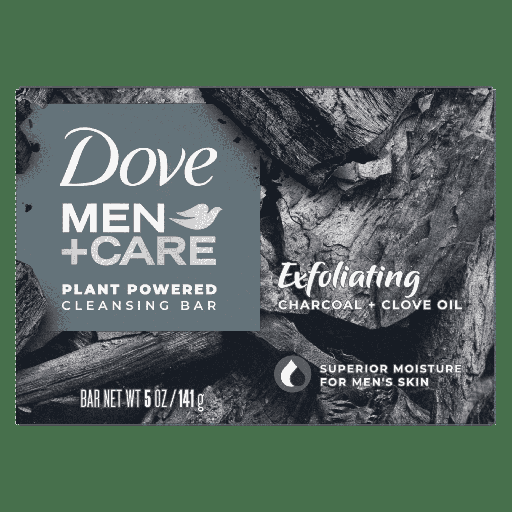 Dove
MEN
+CARE
PLANT POWERED
CLEANSING BAR
Exfoliating
CHARCOAL + CLOVE OIL
SUPERIOR MOISTURE
FOR MEN'S SKIN
BAR NET WT 5 OZ / 141 g